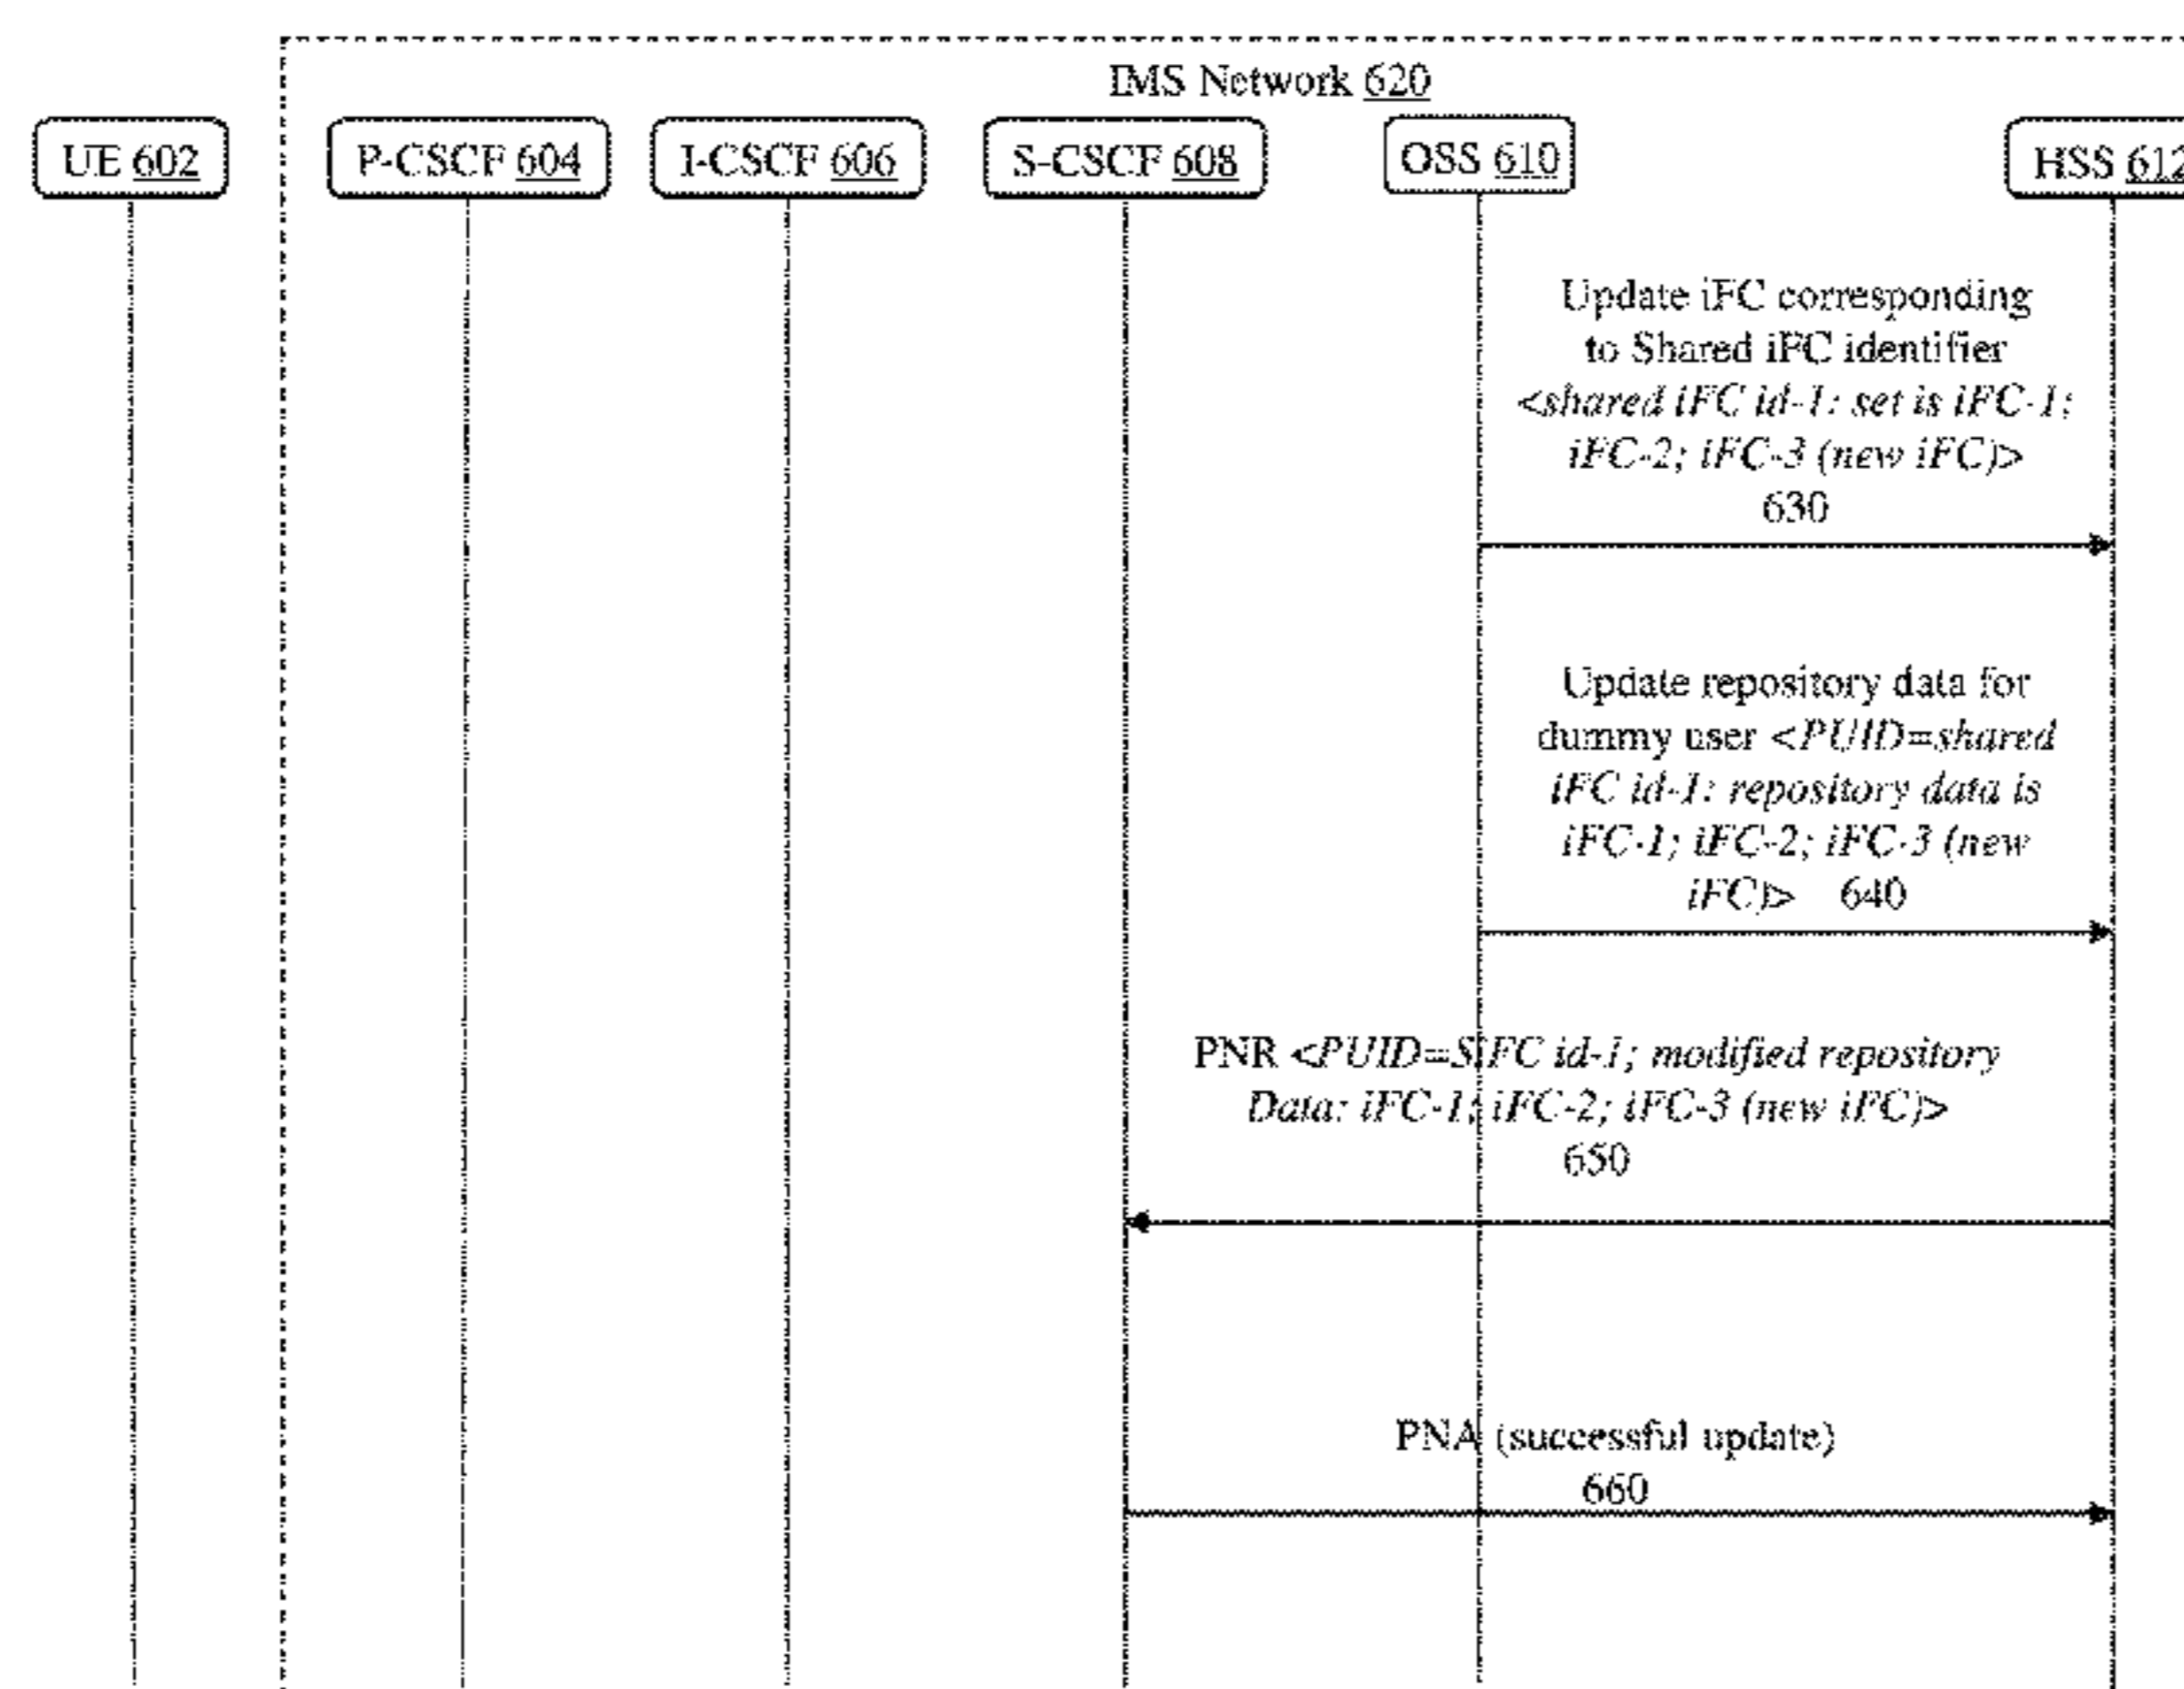 IMS Network 620
UE 602
P-CSCF 604
I-CSCF 606
S-CSCF 608
OSS 610
HSS 612
Update iFC corresponding
to Shared iFC identifier
<shared iFC id-1: set is iFC-1;
iFC-2; iFC-3 (new iFC)>
630
Update repository data for
dummy user <PUID=shared
iFC id-1: repository data is
iFC-1; iFC-2; iFC-3 (new
iFC)> 640
PNR <PUID=SiFC id-1; modified repository
Data: iFC-1; iFC-2; iFC-3 (new iFC)>
650
PNA (successful update)
660